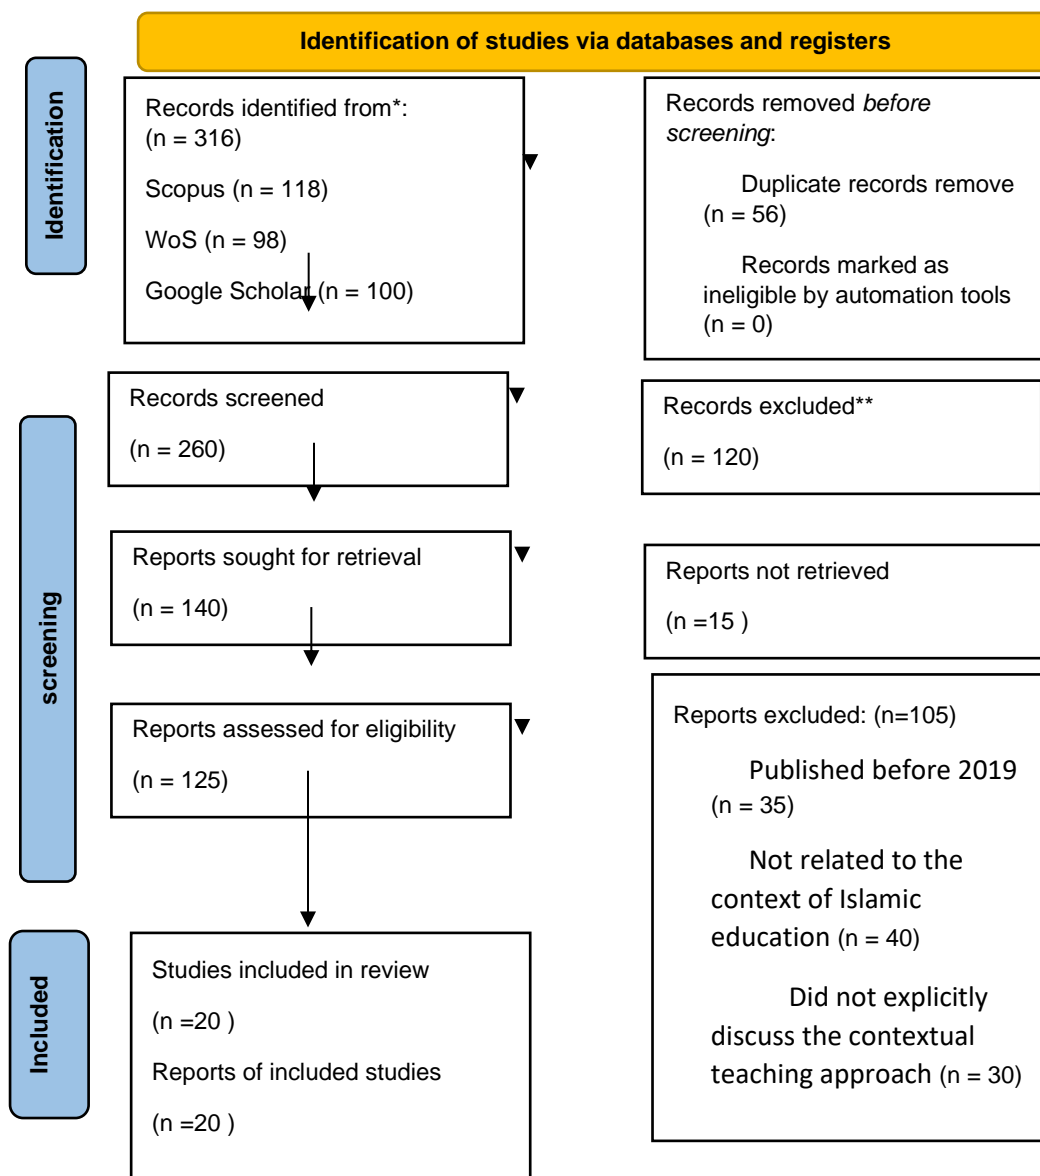 Identification of studies via databases and registers
Identification
Records identified from*:
(n = 316)
Scopus (n = 118)
WoS (n = 98)
Google Scholar (n = 100)
Records removed before
screening:
Duplicate records remove
(n = 56)
Records marked as
ineligible by automation tools
(n = 0)
screening
Records screened
(n = 260)
Records excluded**
(n = 120)
Reports sought for retrieval
(n = 140)
Reports not retrieved
(n =15 )
Reports assessed for eligibility
(n = 125)
Reports excluded: (n=105)
Published before 2019
(n = 35)
Not related to the
context of Islamic
education (n = 40)
Did not explicitly
discuss the contextual
teaching approach (n = 30)
Included
Studies included in review
(n =20 )
Reports of included studies
(n =20 )